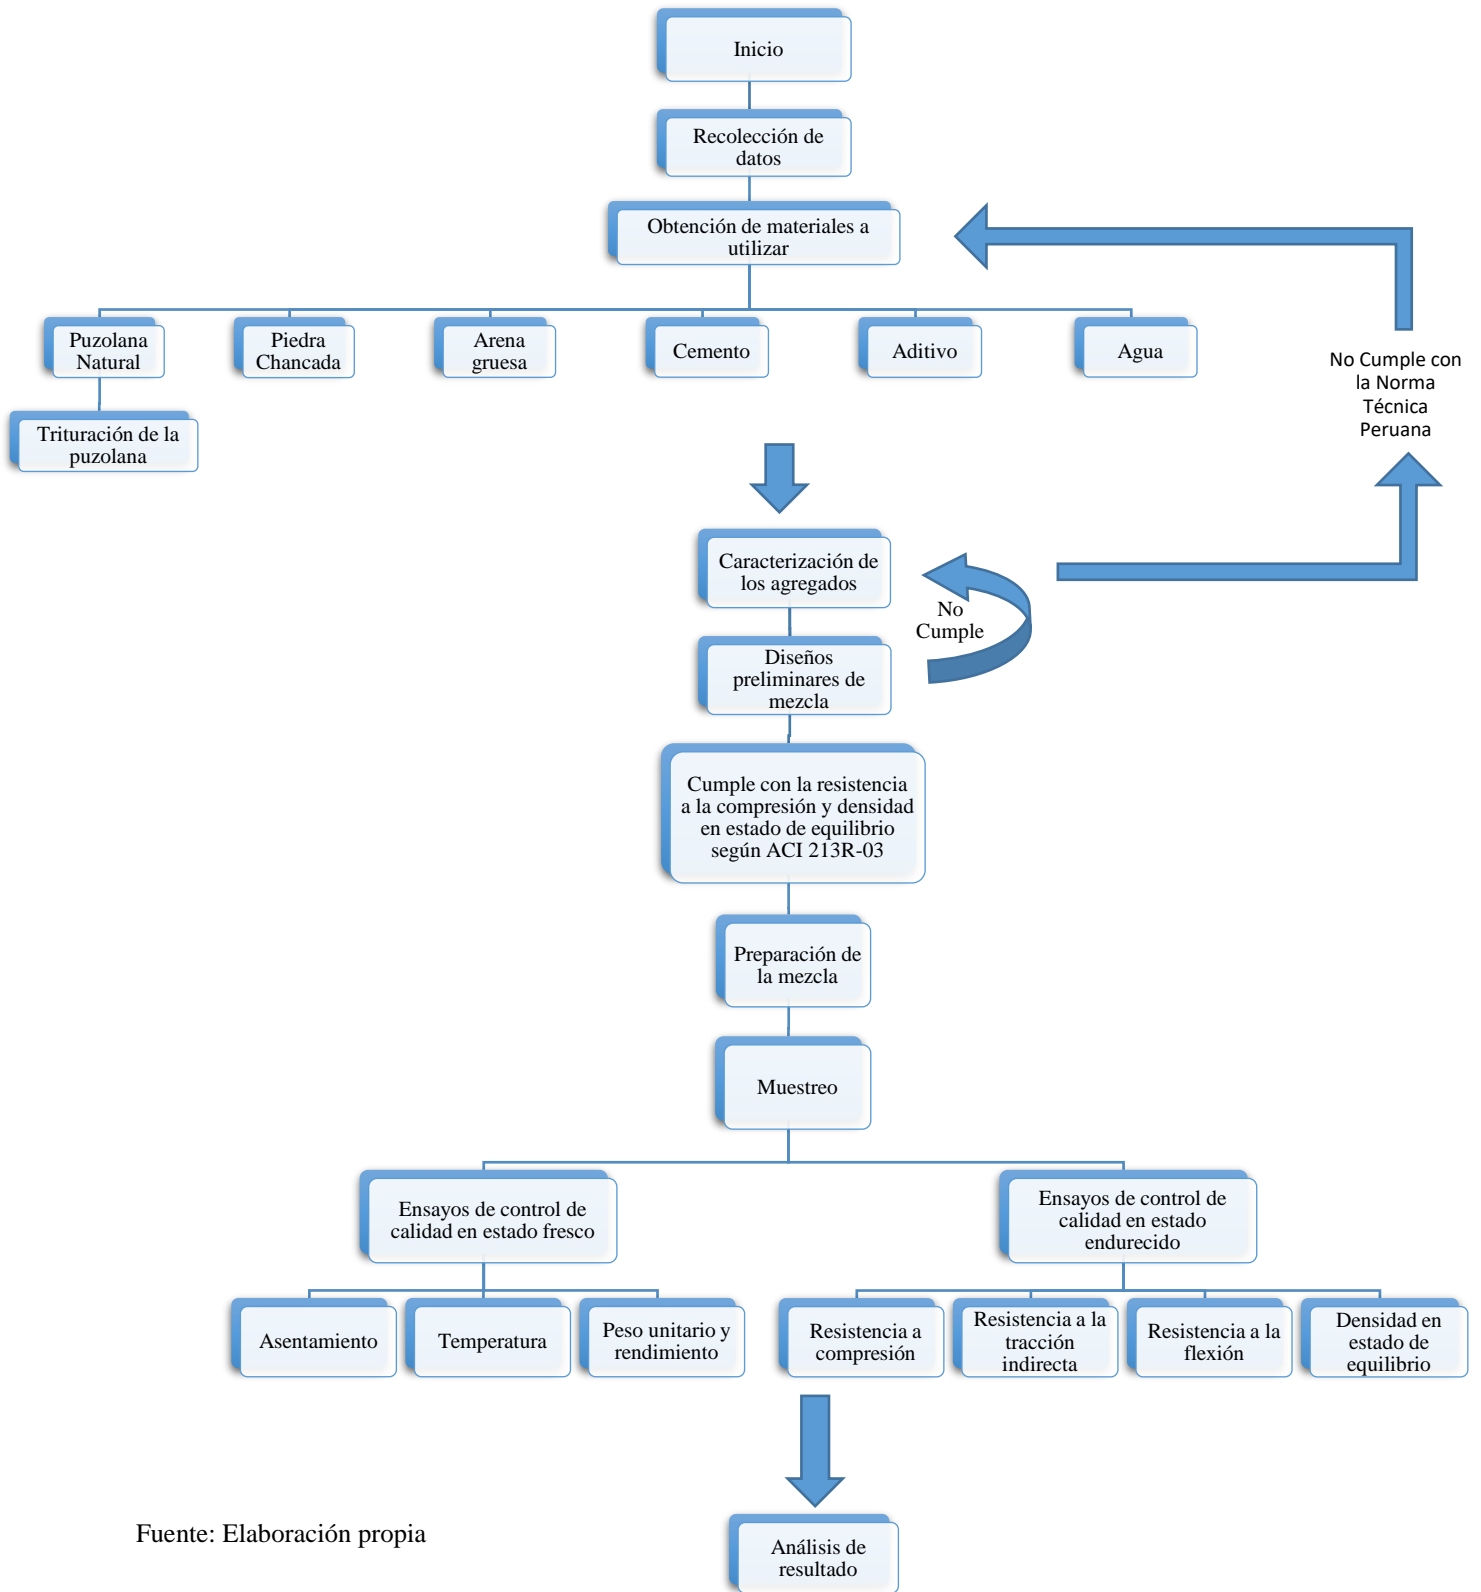 Inicio
Recolección de
datos
Obtención de materiales a
utilizar
Puzolana
Natural
Piedra
Chancada
Arena
gruesa
Cemento
Aditivo
Agua
Trituración de la
puzolana
No Cumple con
la Norma
Técnica
Peruana
Caracterización de
los agregados
No
Cumple
Diseños
preliminares de
mezcla
Cumple con la resistencia
a la compresión y densidad
en estado de equilibrio
según ACI 213R-03
Preparación de
la mezcla
Muestreo
Ensayos de control de
calidad en estado fresco
Ensayos de control de
calidad en estado
endurecido
Asentamiento
Temperatura
Peso unitario y
rendimiento
Resistencia a
compresión
Resistencia a la
tracción
indirecta
Resistencia a la
flexión
Densidad en
estado de
equilibrio
Análisis de
resultado
Fuente: Elaboración propia